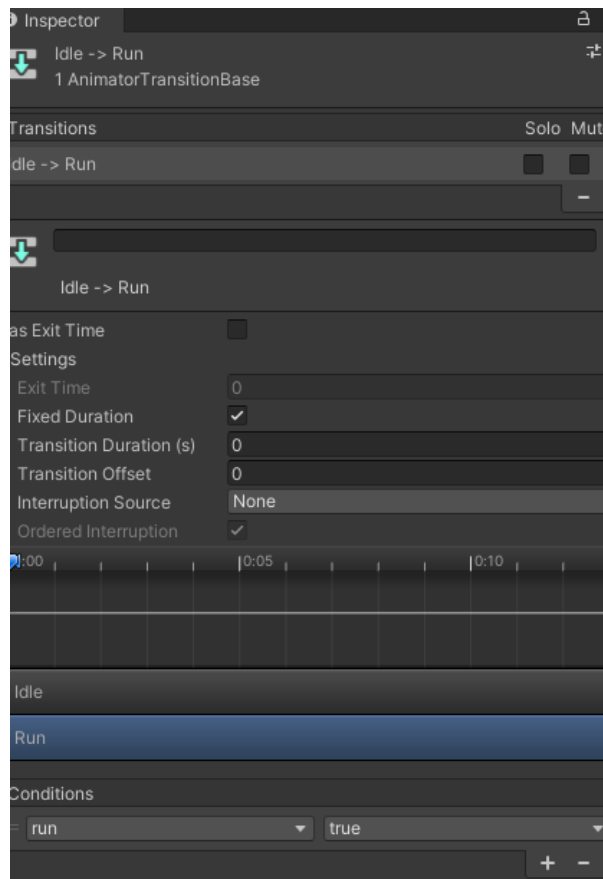 Inspector
Idle -> Run
1 AnimatorTransitionBase
Transitions Solo Mut
dle -> Run
Idle -> Run
as Exit Time
Settings
Exit Time 0
Fixed Duration
Transition Duration (s) 0
Transition Offset 0
Interruption Source None
Ordered Interruption
:00 0:05 0:10
Idle
Run
Conditions
run true